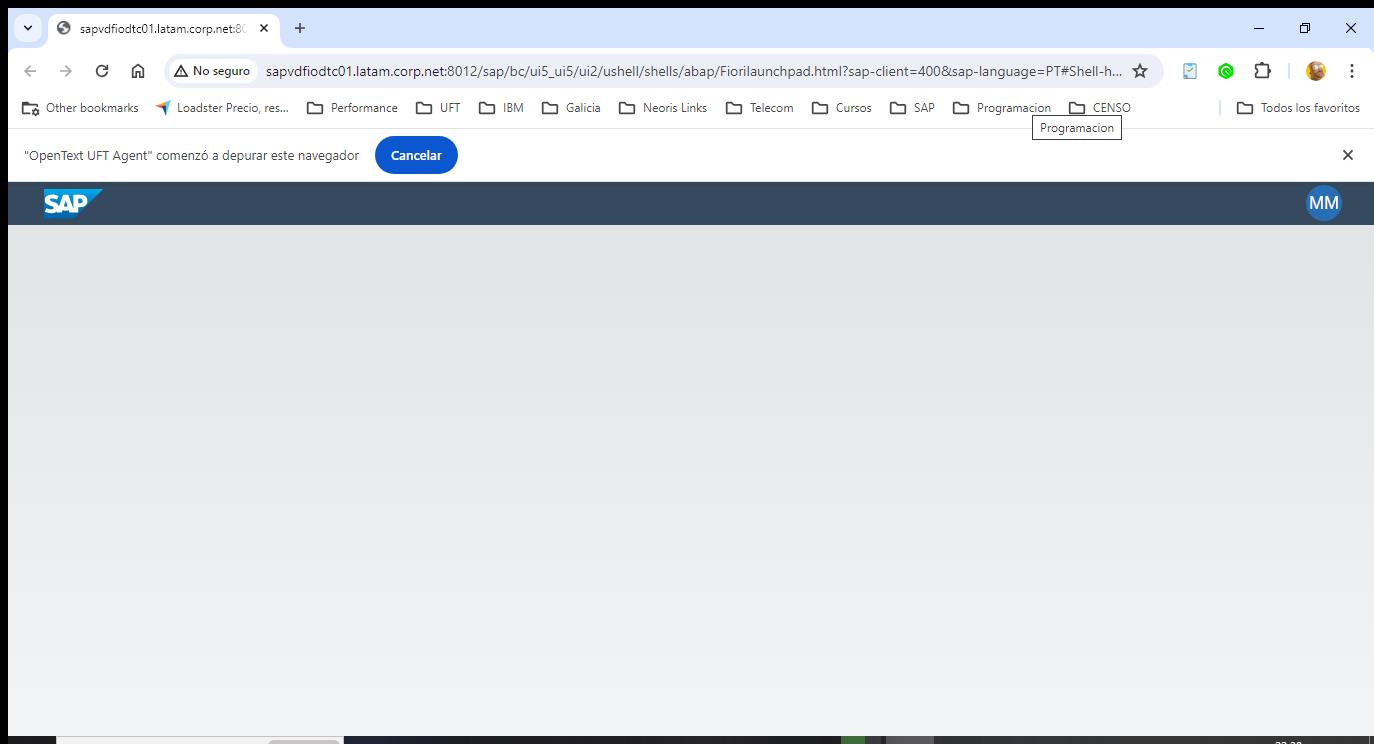 sapvdfiodtc01.latam.corp.net:80
No seguro sapvdfiodtc01.latam.corp.net:8012/sap/bc/ui5_ui5/ui2/ushell/shells/abap/Fiorilaunchpad.html?sap-client=400&sap-language=PT#Shell-h...
Other bookmarks Loadster Precio, res... Performance UFT IBM Galicia Neoris Links Telecom Cursos SAP Programacion CENSO Todos los favoritos
Programacion
"OpenText UFT Agent" comenzó a depurar este navegador Cancelar
SAP MM